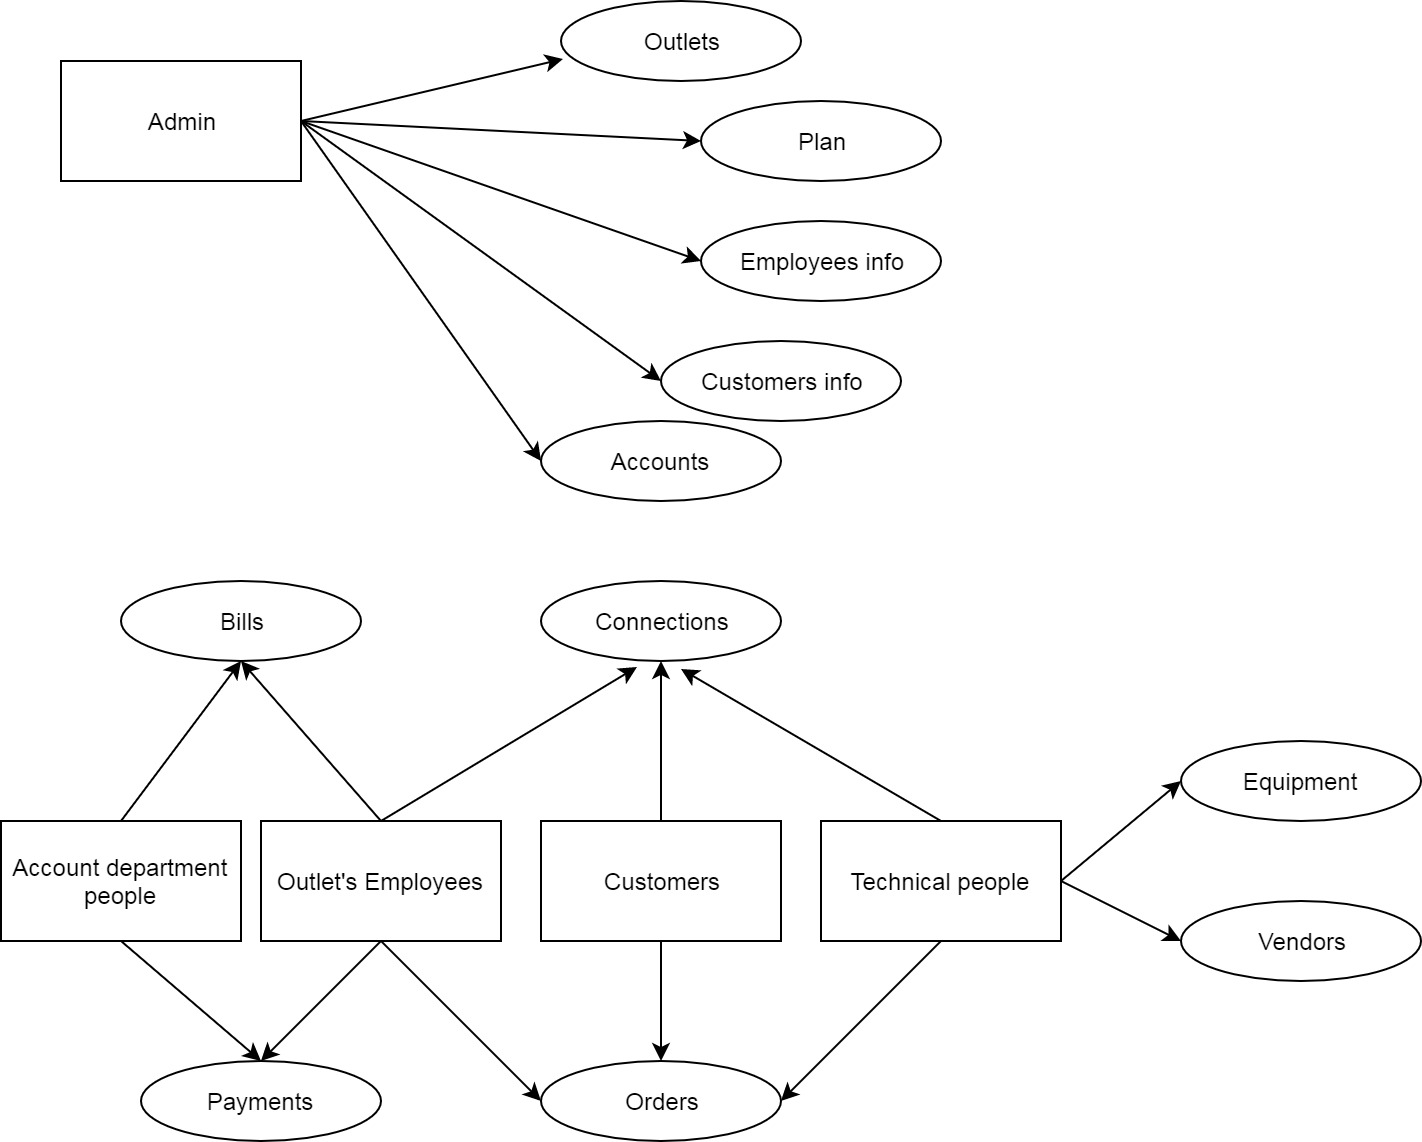 Outlets
Admin
Plan
Employees info
Customers info
Accounts
Bills
Connections
Equipment
Account department
people
Outlet's Employees
Customers
Technical people
Vendors
Payments
Orders